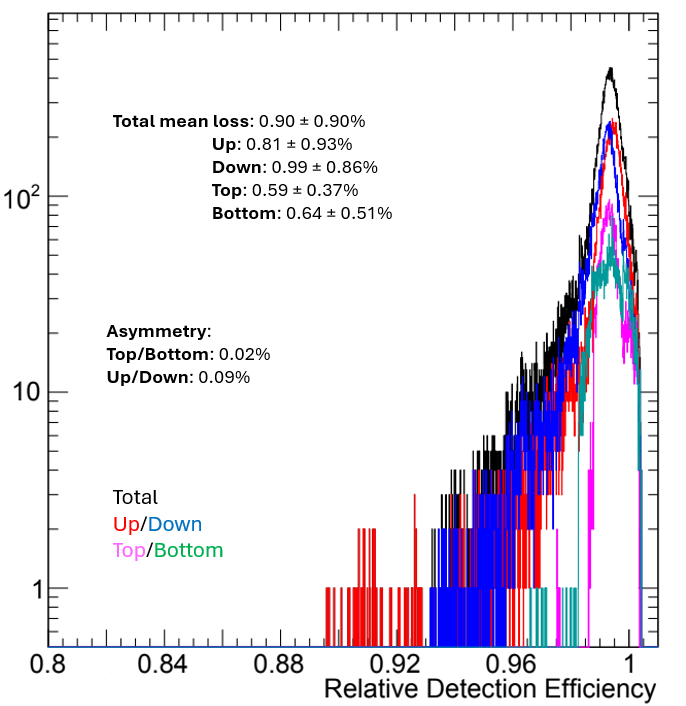 Total mean loss: 0.90 ± 0.90%
Up: 0.81 ± 0.93%
Down: 0.99 ± 0.86%
Top: 0.59 ± 0.37%
Bottom: 0.64 ± 0.51%
10²
Asymmetry:
Top/Bottom: 0.02%
Up/Down: 0.09%
10
Total
Up/Down
Top/Bottom
1
0.8 0.84 0.88 0.92 0.96 1
Relative Detection Efficiency